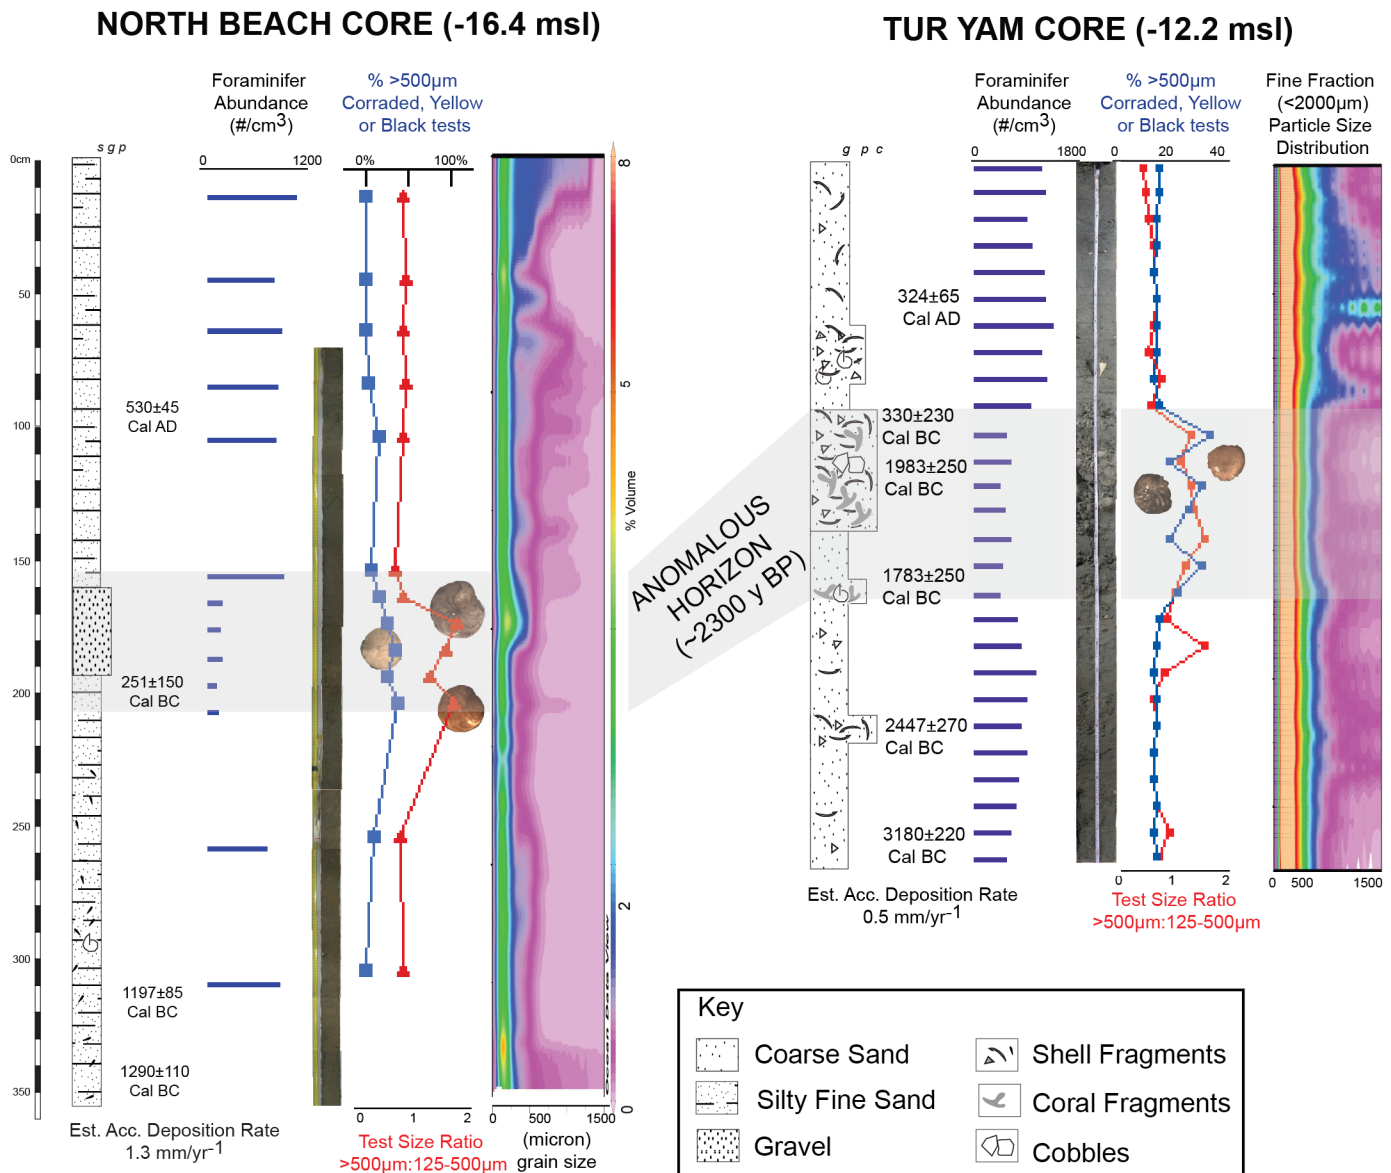 NORTH BEACH CORE (-16.4 msl)
TUR YAM CORE (-12.2 msl)
Foraminifer
Abundance
(#/cm3)
% >500µm
Corraded, Yellow
or Black tests
s g p
0 1200
0% 100%
0cm
50
100
150
200
250
300
350
530±45
Cal AD
251±150
Cal BC
1197±85
Cal BC
1290±110
Cal BC
Est. Acc. Deposition Rate
1.3 mm/yr-1
0 1 2
Test Size Ratio
>500µm:125-500µm
0 500 1500
(micron)
grain size
8
5
% Volume
2
0
Ocean Data View
ANOMALOUS
HORIZON
(~2300 y BP)
Foraminifer
Abundance
(#/cm3)
% >500µm
Corraded, Yellow
or Black tests
Fine Fraction
(<2000µm)
Particle Size
Distribution
g p c
0 1800
0 20 40
324±65
Cal AD
330±230
Cal BC
1983±250
Cal BC
1783±250
Cal BC
2447±270
Cal BC
3180±220
Cal BC
Est. Acc. Deposition Rate
0.5 mm/yr-1
0 1 2
Test Size Ratio
>500µm:125-500µm
0 500 1500
Key
Coarse Sand
Silty Fine Sand
Gravel
Shell Fragments
Coral Fragments
Cobbles